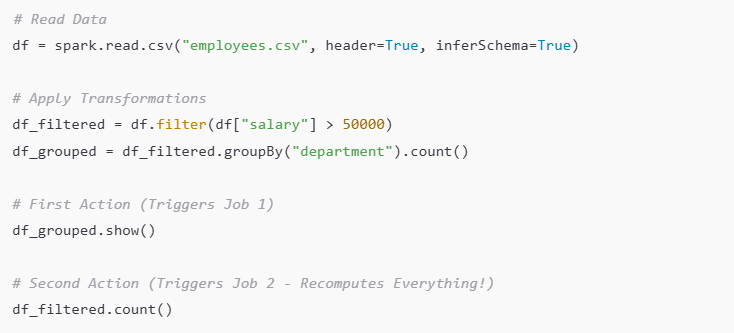 # Read Data
df = spark.read.csv("employees.csv", header=True, inferSchema=True)
# Apply Transformations
df_filtered = df.filter(df["salary"] > 50000)
df_grouped = df_filtered.groupBy("department").count()
# First Action (Triggers Job 1)
df_grouped.show()
# Second Action (Triggers Job 2 - Recomputes Everything!)
df_filtered.count()